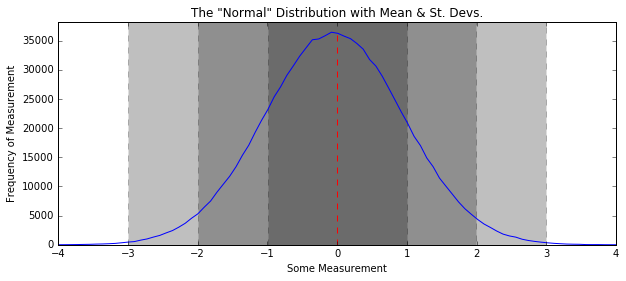 The "Normal" Distribution with Mean & St. Devs.
Frequency of Measurement
35000
30000
25000
20000
15000
10000
5000
0
−4 −3 −2 −1 0 1 2 3 4
Some Measurement